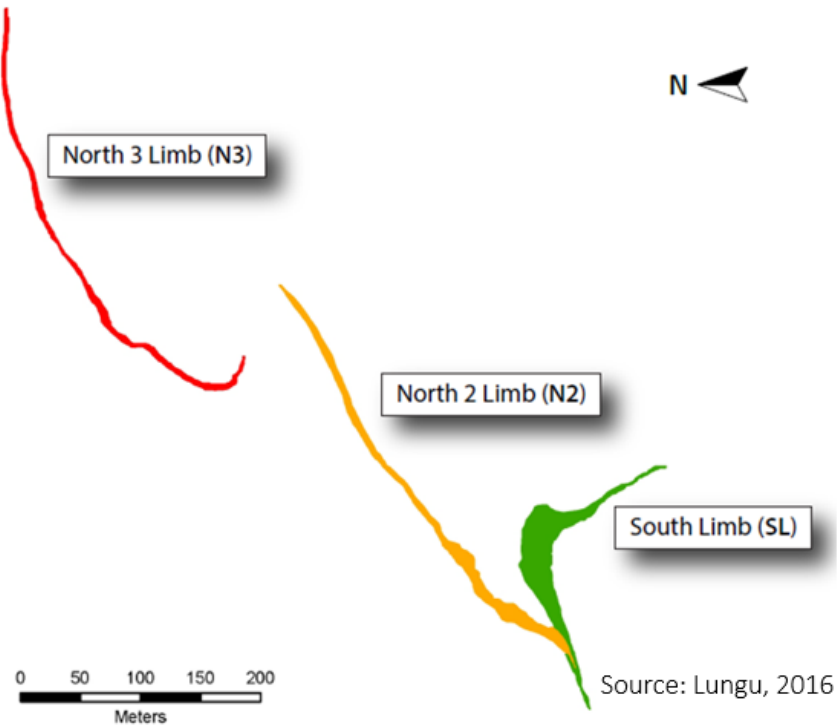 N
North 3 Limb (N3)
North 2 Limb (N2)
South Limb (SL)
0 50 100 150 200
Meters
Source: Lungu, 2016